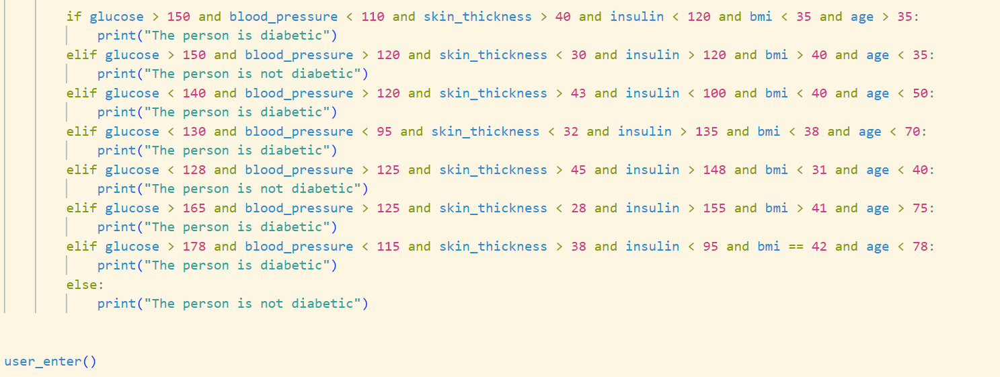 if glucose > 150 and blood_pressure < 110 and skin_thickness > 40 and insulin < 120 and bmi < 35 and age > 35:
print("The person is diabetic")
elif glucose > 150 and blood_pressure > 120 and skin_thickness < 30 and insulin > 120 and bmi > 40 and age < 35:
print("The person is not diabetic")
elif glucose < 140 and blood_pressure > 120 and skin_thickness > 43 and insulin < 100 and bmi < 40 and age < 50:
print("The person is diabetic")
elif glucose < 130 and blood_pressure < 95 and skin_thickness < 32 and insulin > 135 and bmi < 38 and age < 70:
print("The person is diabetic")
elif glucose < 128 and blood_pressure > 125 and skin_thickness > 45 and insulin > 148 and bmi < 31 and age < 40:
print("The person is not diabetic")
elif glucose > 165 and blood_pressure > 125 and skin_thickness < 28 and insulin > 155 and bmi > 41 and age > 75:
print("The person is diabetic")
elif glucose > 178 and blood_pressure < 115 and skin_thickness > 38 and insulin < 95 and bmi == 42 and age < 78:
print("The person is diabetic")
else:
print("The person is not diabetic")
user_enter()